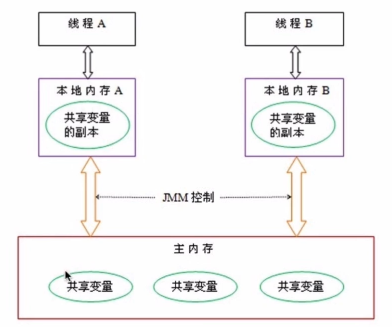 线程 A
线程 B
本地内存 A
本地内存 B
共享变量
的副本
共享变量
的副本
JMM 控制
主内存
共享变量
共享变量
共享变量